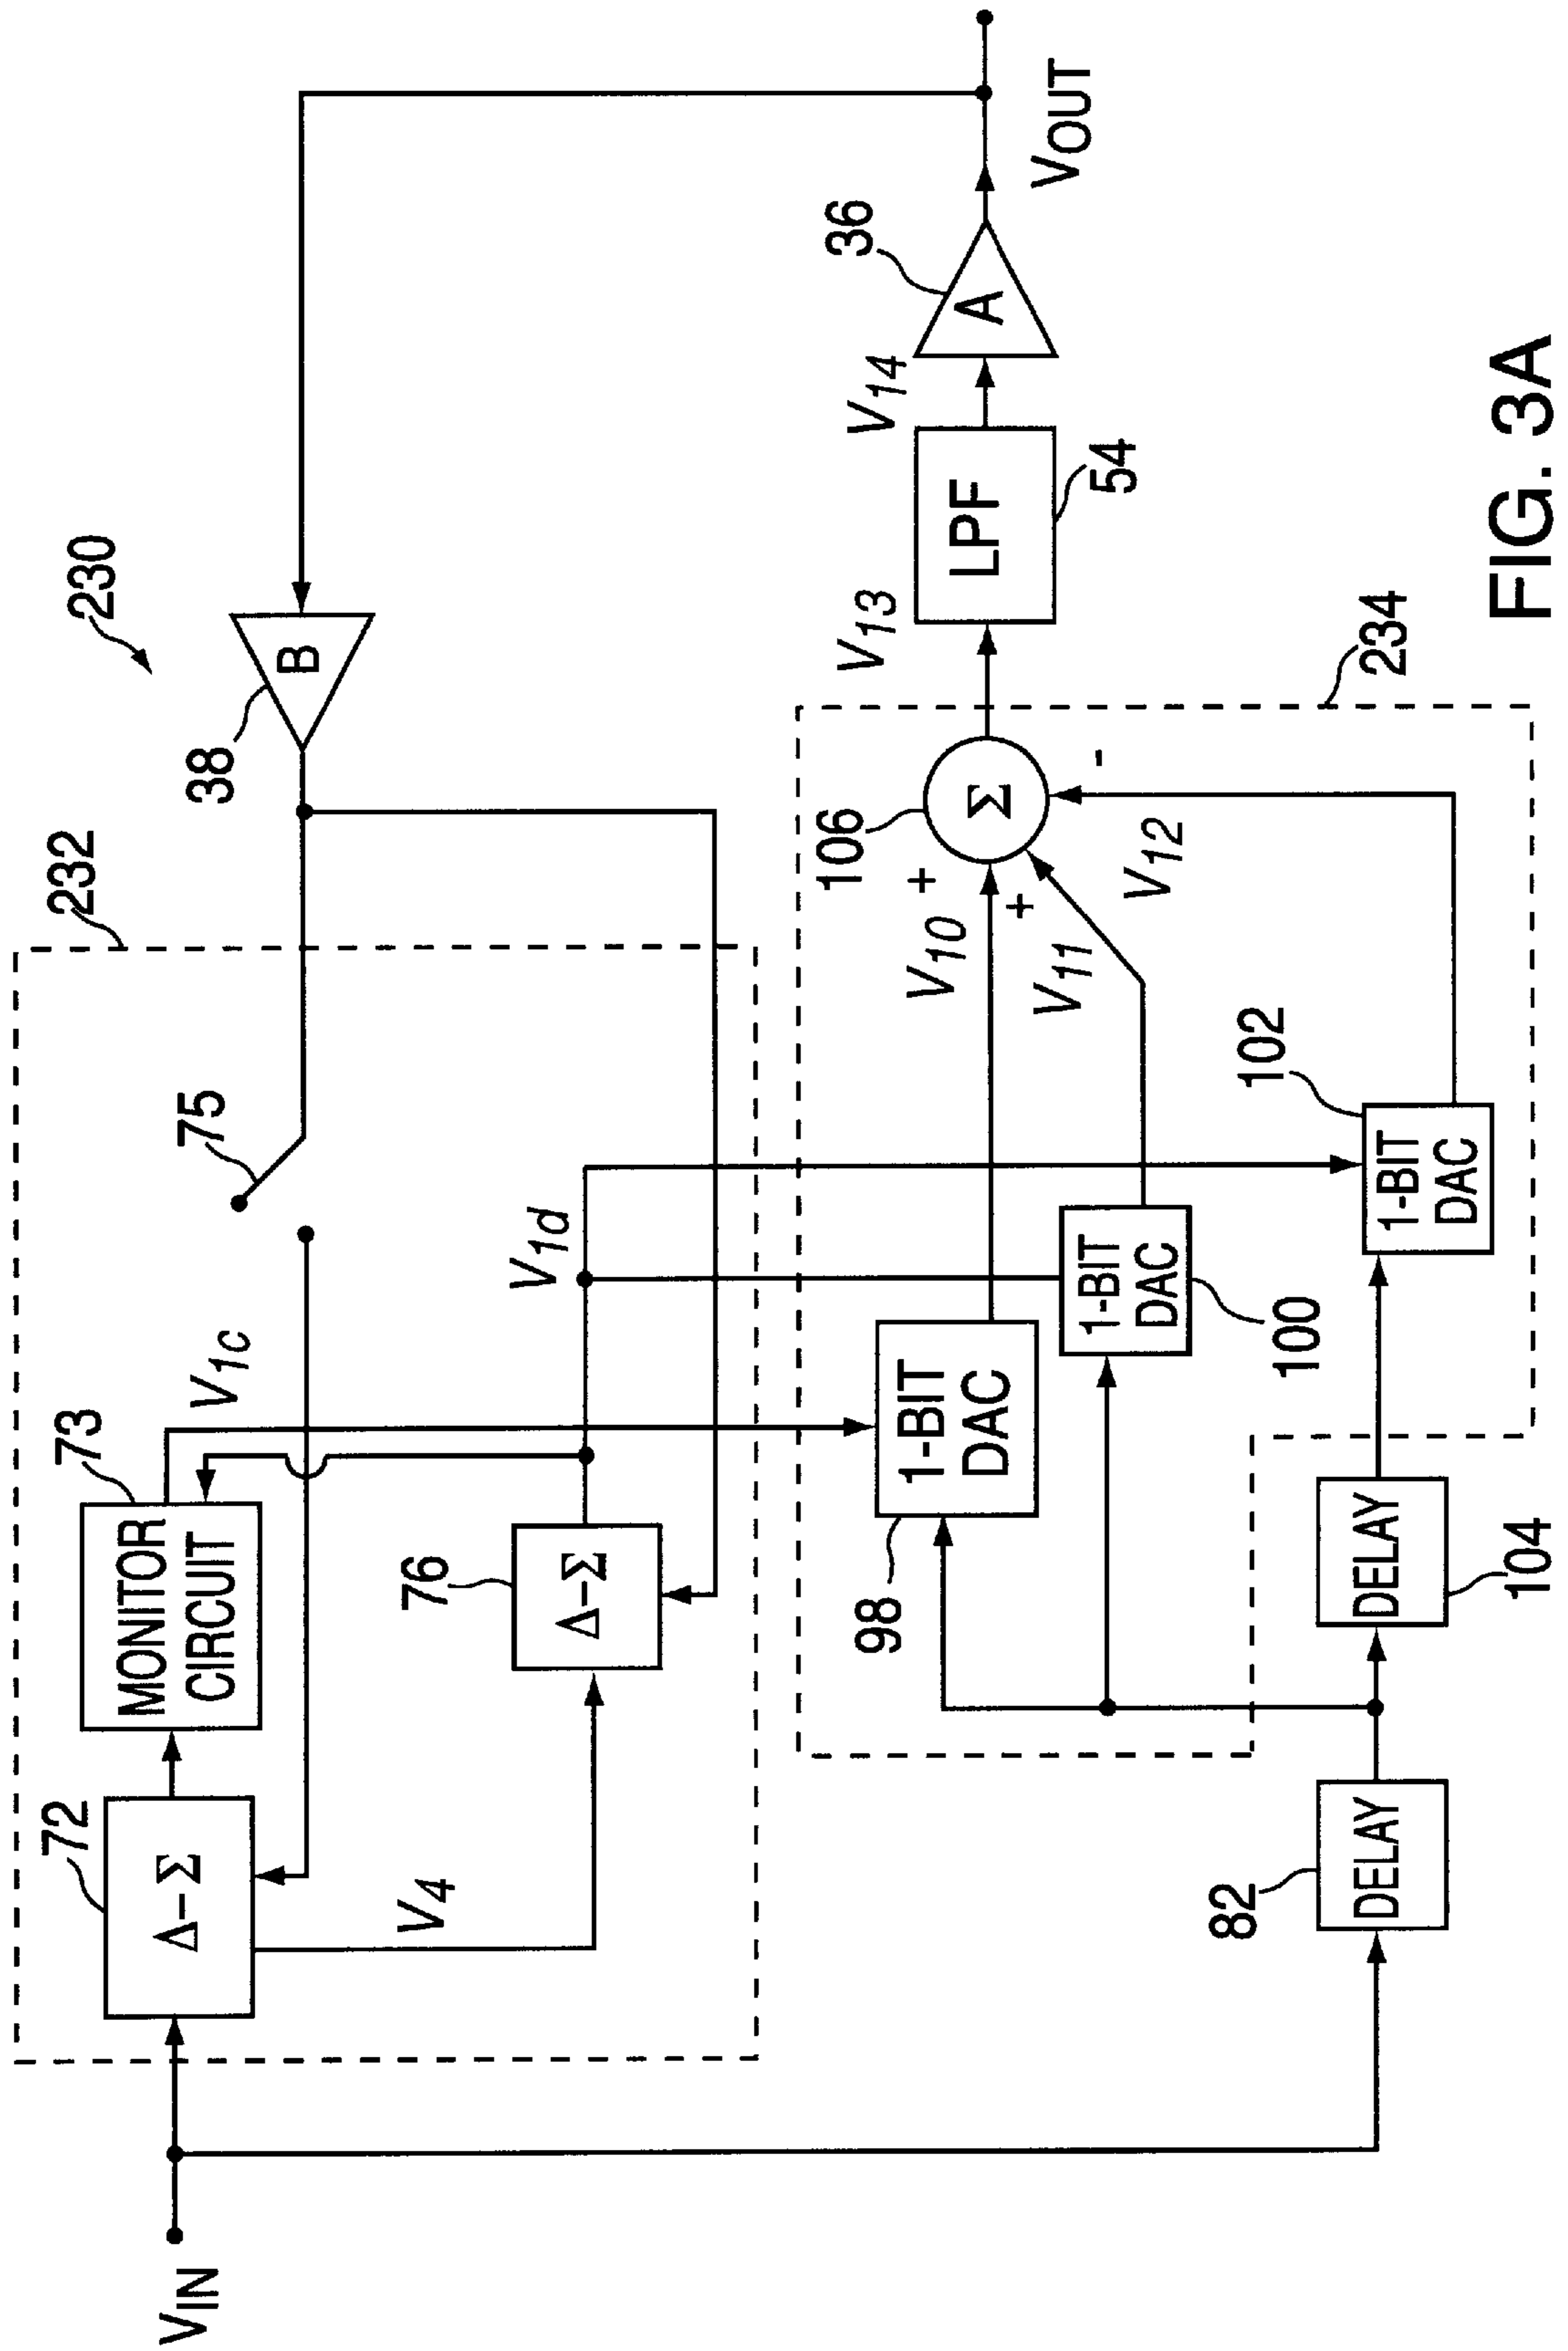 230
232
38
B
75
73
V1c
MONITOR
CIRCUIT
72
Δ–Σ
V4
76
Δ–Σ
V1d
VIN
36
A
VOUT
V14
LPF
54
V13
106
Σ
+
+
-
V10
V11
V12
234
98
1-BIT
DAC
1-BIT
DAC
100
102
1-BIT
DAC
82
DELAY
DELAY
104
FIG. 3A